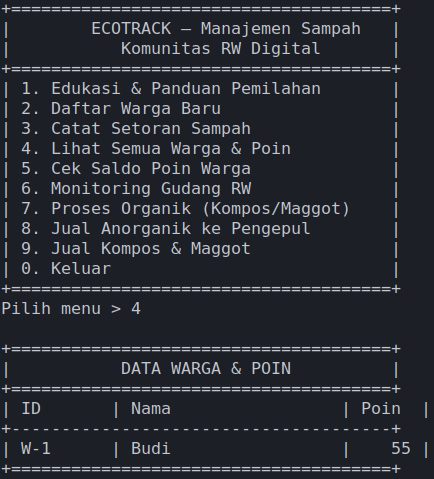 +======================================+
|        ECOTRACK — Manajemen Sampah   |
|           Komunitas RW Digital       |
+======================================+
| 1. Edukasi & Panduan Pemilahan       |
| 2. Daftar Warga Baru                 |
| 3. Catat Setoran Sampah              |
| 4. Lihat Semua Warga & Poin          |
| 5. Cek Saldo Poin Warga              |
| 6. Monitoring Gudang RW              |
| 7. Proses Organik (Kompos/Maggot)    |
| 8. Jual Anorganik ke Pengepul        |
| 9. Jual Kompos & Maggot              |
| 0. Keluar                            |
+======================================+
Pilih menu > 4

+======================================+
|           DATA WARGA & POIN          |
+======================================+
| ID       | Nama                 | Poin  |
+--------------------------------------+
| W-1      | Budi                 |    55 |
+======================================+